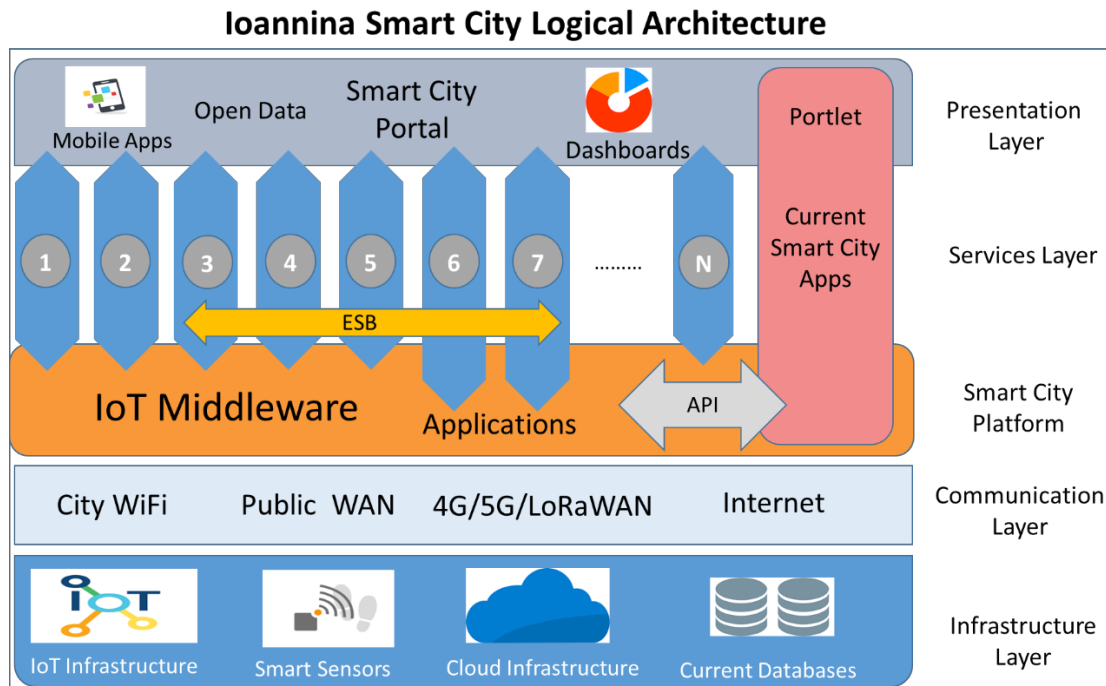 Ioannina Smart City Logical Architecture
Mobile Apps
Open Data
Smart City
Portal
Dashboards
Portlet
Presentation
Layer
1
2
3
4
5
6
7
………
N
Current
Smart City
Apps
Services Layer
ESB
IoT Middleware
Applications
API
Smart City
Platform
City WiFi
Public WAN
4G/5G/LoRaWAN
Internet
Communication
Layer
IoT
IoT Infrastructure
Smart Sensors
Cloud Infrastructure
Current Databases
Infrastructure
Layer